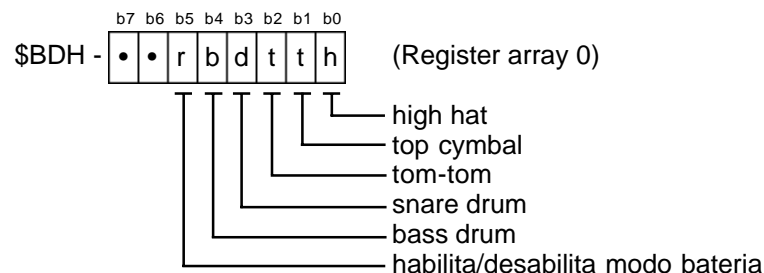 b7 b6 b5 b4 b3 b2 b1 b0
$BDH - • • r b d t t h (Register array 0)
high hat
top cymbal
tom-tom
snare drum
bass drum
habilita/desabilita modo bateria